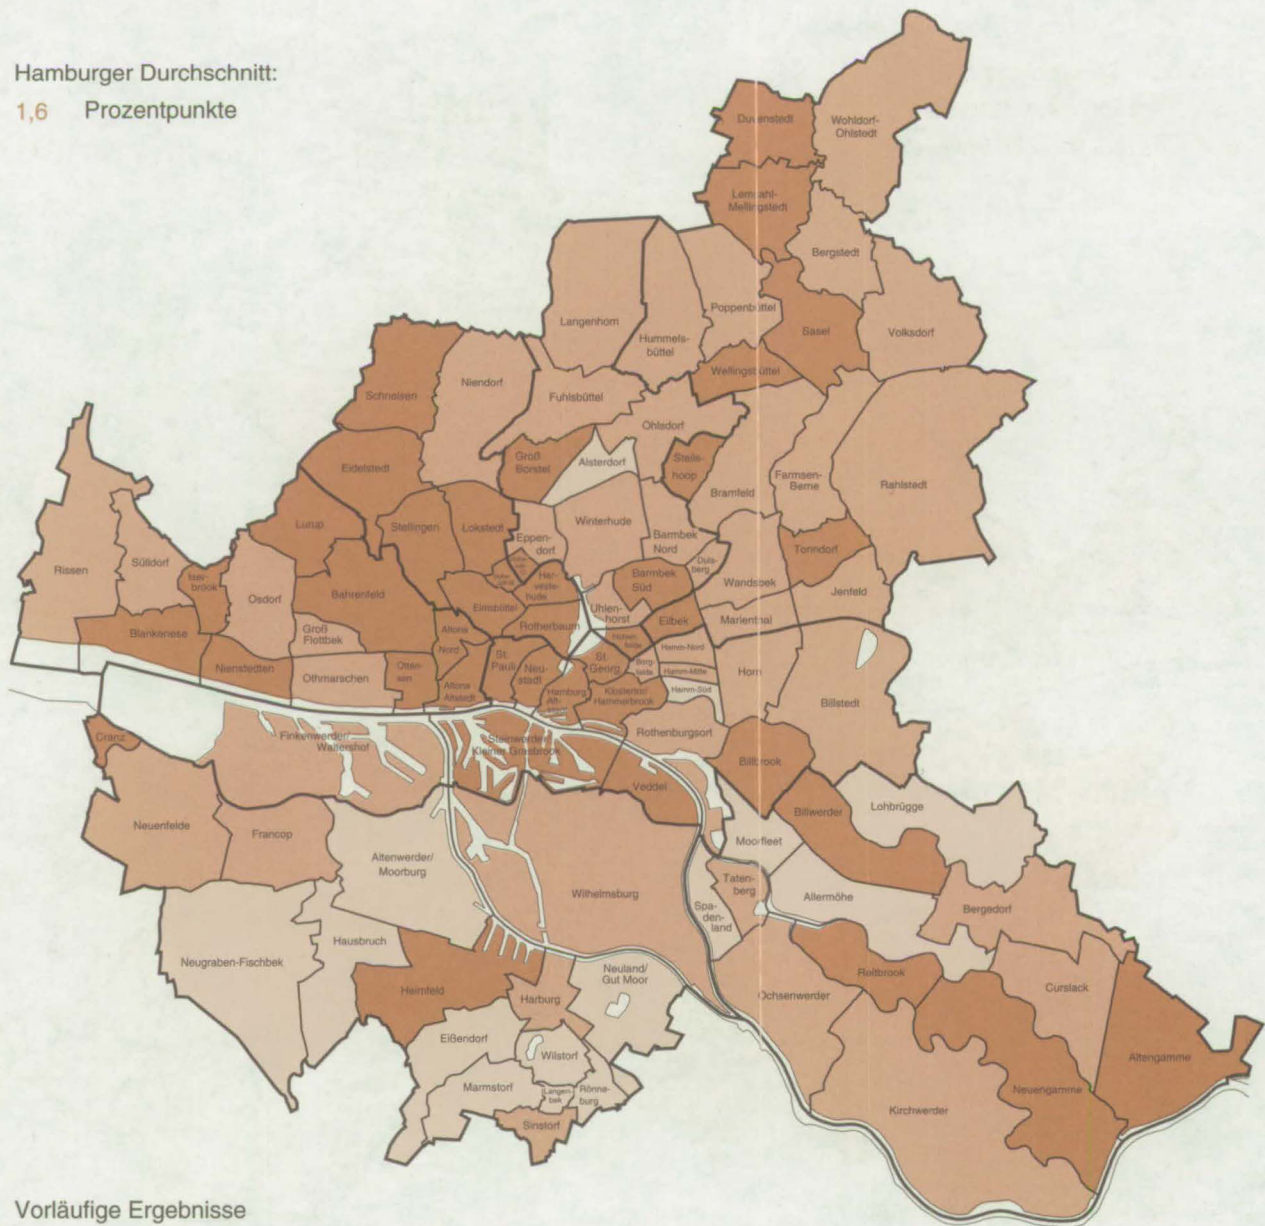 Hamburger Durchschnitt:
1,6 Prozentpunkte
Duvenstedt
Wohldorf-
Ohlstedt
Lemsahl-
Mellingstedt
Bergstedt
Langenhorn
Hummels-
büttel
Poppenbüttel
Sasel
Volksdorf
Wellingsbüttel
Schnelsen
Niendorf
Fuhlsbüttel
Ohlsdorf
Groß
Borstel
Alsterdorf
Steils-
hoop
Bramfeld
Farmsen-
Berne
Rahlstedt
Eidelstedt
Lurup
Stellingen
Lokstedt
Eppen-
dorf
Winterhude
Barmbek
Nord
Duls-
berg
Tonndorf
Rissen
Sülldorf
Iser-
brook
Osdorf
Bahrenfeld
Har-
veste-
hude
Barmbek
Süd
Wandsbek
Jenfeld
Eimsbüttel
Rotherbaum
Uhlen-
horst
Eilbek
Marienthal
Blankenese
Groß
Flottbek
Altona
Nord
Nienstedten
Othmarschen
Otten-
sen
Altona
Altstadt
St.
Pauli
Neu-
stadt
St.
Georg
Hohen-
felde
Borg-
felde
Hamm-Nord
Hamm-Mitte
Hamm-Süd
Horn
Billstedt
Hamburg
Alt-
stadt
Klostertor/
Hammerbrook
Rothenburgsort
Cranz
Finkenwerder/
Waltershof
Steinwerder/
Kleiner Grasbrook
Veddel
Billbrook
Neuenfelde
Francop
Altenwerder/
Moorburg
Wilhelmsburg
Moorfleet
Billwerder
Lohbrügge
Spa-
den-
land
Taten-
berg
Allermöhe
Bergedorf
Neugraben-Fischbek
Hausbruch
Heimfeld
Harburg
Neuland/
Gut Moor
Ochsenwerder
Reitbrook
Curslack
Altengamme
Eißendorf
Wilstorf
Marmstorf
Langen-
bek
Rönne-
burg
Sinstorf
Kirchwerder
Neuengamme
Vorläufige Ergebnisse